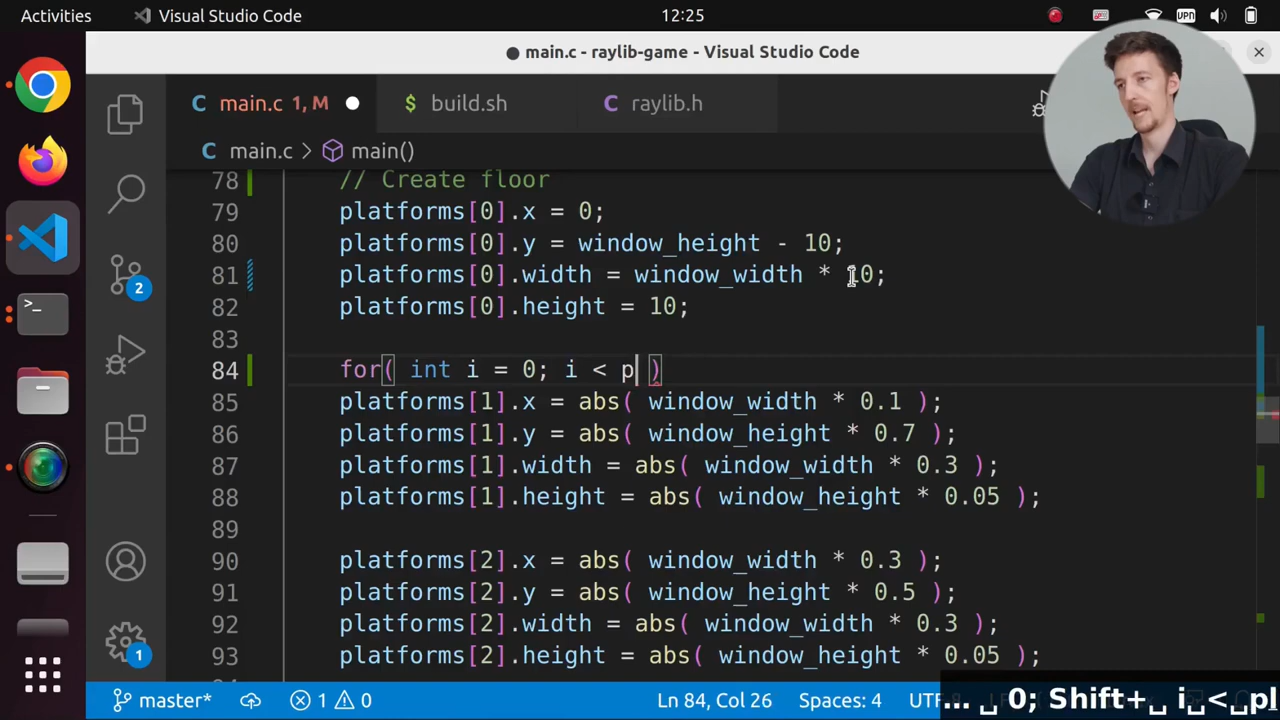 Activities
Visual Studio Code
12:25
VPN
main.c - raylib-game - Visual Studio Code
C main.c 1, M
$ build.sh
C raylib.h
C main.c > main()
78 // Create floor
79 platforms[0].x = 0;
80 platforms[0].y = window_height - 10;
81 platforms[0].width = window_width * 10;
82 platforms[0].height = 10;
83
84 for( int i = 0; i < p )
85 platforms[1].x = abs( window_width * 0.1 );
86 platforms[1].y = abs( window_height * 0.7 );
87 platforms[1].width = abs( window_width * 0.3 );
88 platforms[1].height = abs( window_height * 0.05 );
89
90 platforms[2].x = abs( window_width * 0.3 );
91 platforms[2].y = abs( window_height * 0.5 );
92 platforms[2].width = abs( window_width * 0.3 );
93 platforms[2].height = abs( window_height * 0.05 );
2
1
master*
1
0
Ln 84, Col 26
Spaces: 4
… ␣ 0; Shift+␣ i␣<␣pl